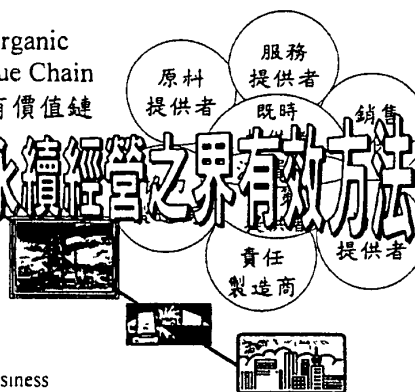 rganic
ue Chain
有價值鏈
原料
提供者
服務
提供者
既時
銷售
永續經營之界有效方法
提供者
責任
製造商
siness